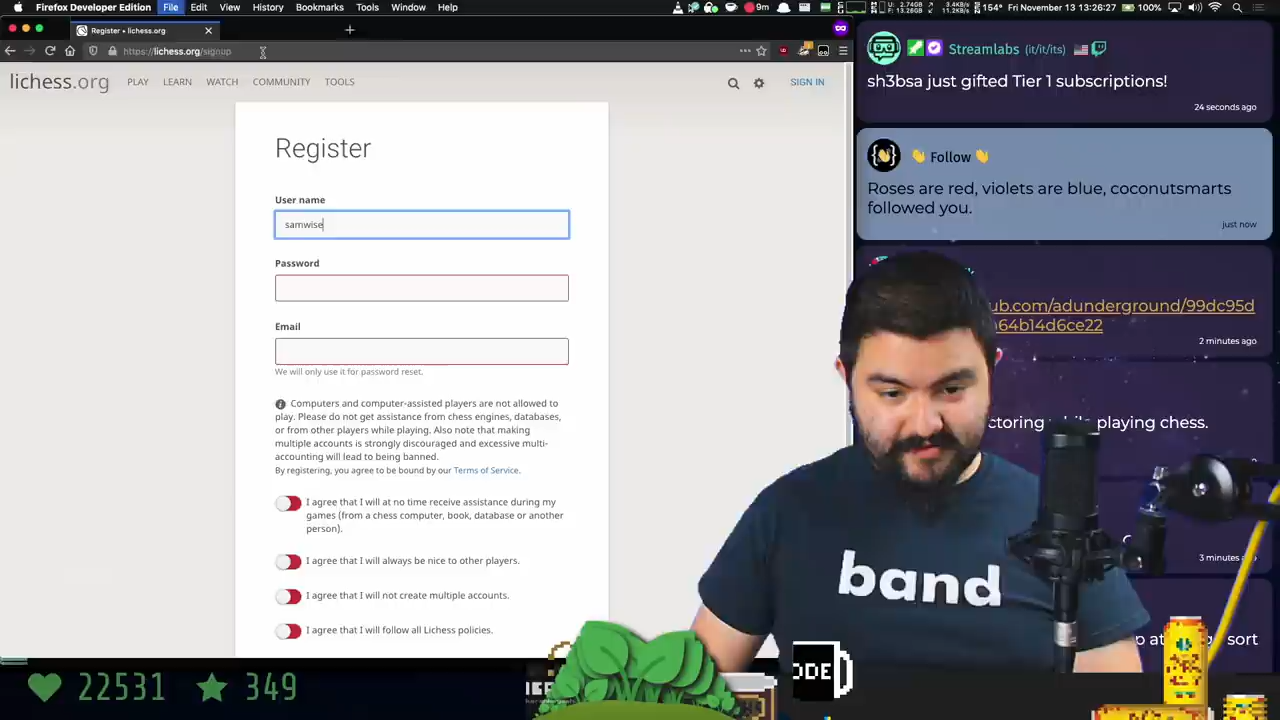 Firefox Developer Edition File Edit View History Bookmarks Tools Window Help
154° Fri November 13 13:26:27 100%
Register • lichess.org
https://lichess.org/signup
lichess.org PLAY LEARN WATCH COMMUNITY TOOLS
SIGN IN
Register
User name
samwise
Password
Email
We will only use it for password reset.
Computers and computer-assisted players are not allowed to
play. Please do not get assistance from chess engines, databases,
or from other players while playing. Also note that making
multiple accounts is strongly discouraged and excessive multi-
accounting will lead to being banned.
By registering, you agree to be bound by our Terms of Service.
I agree that I will at no time receive assistance during my
games (from a chess computer, book, database or another
person).
I agree that I will always be nice to other players.
I agree that I will not create multiple accounts.
I agree that I will follow all Lichess policies.
Streamlabs (it/it/its)
sh3bsa just gifted Tier 1 subscriptions!
24 seconds ago
Follow
Roses are red, violets are blue, coconutsmarts
followed you.
just now
ub.com/adunderground/99dc95d
64b14d6ce22
2 minutes ago
ctoring while playing chess.
3 minutes ago
sort
band
22531 349
ODE